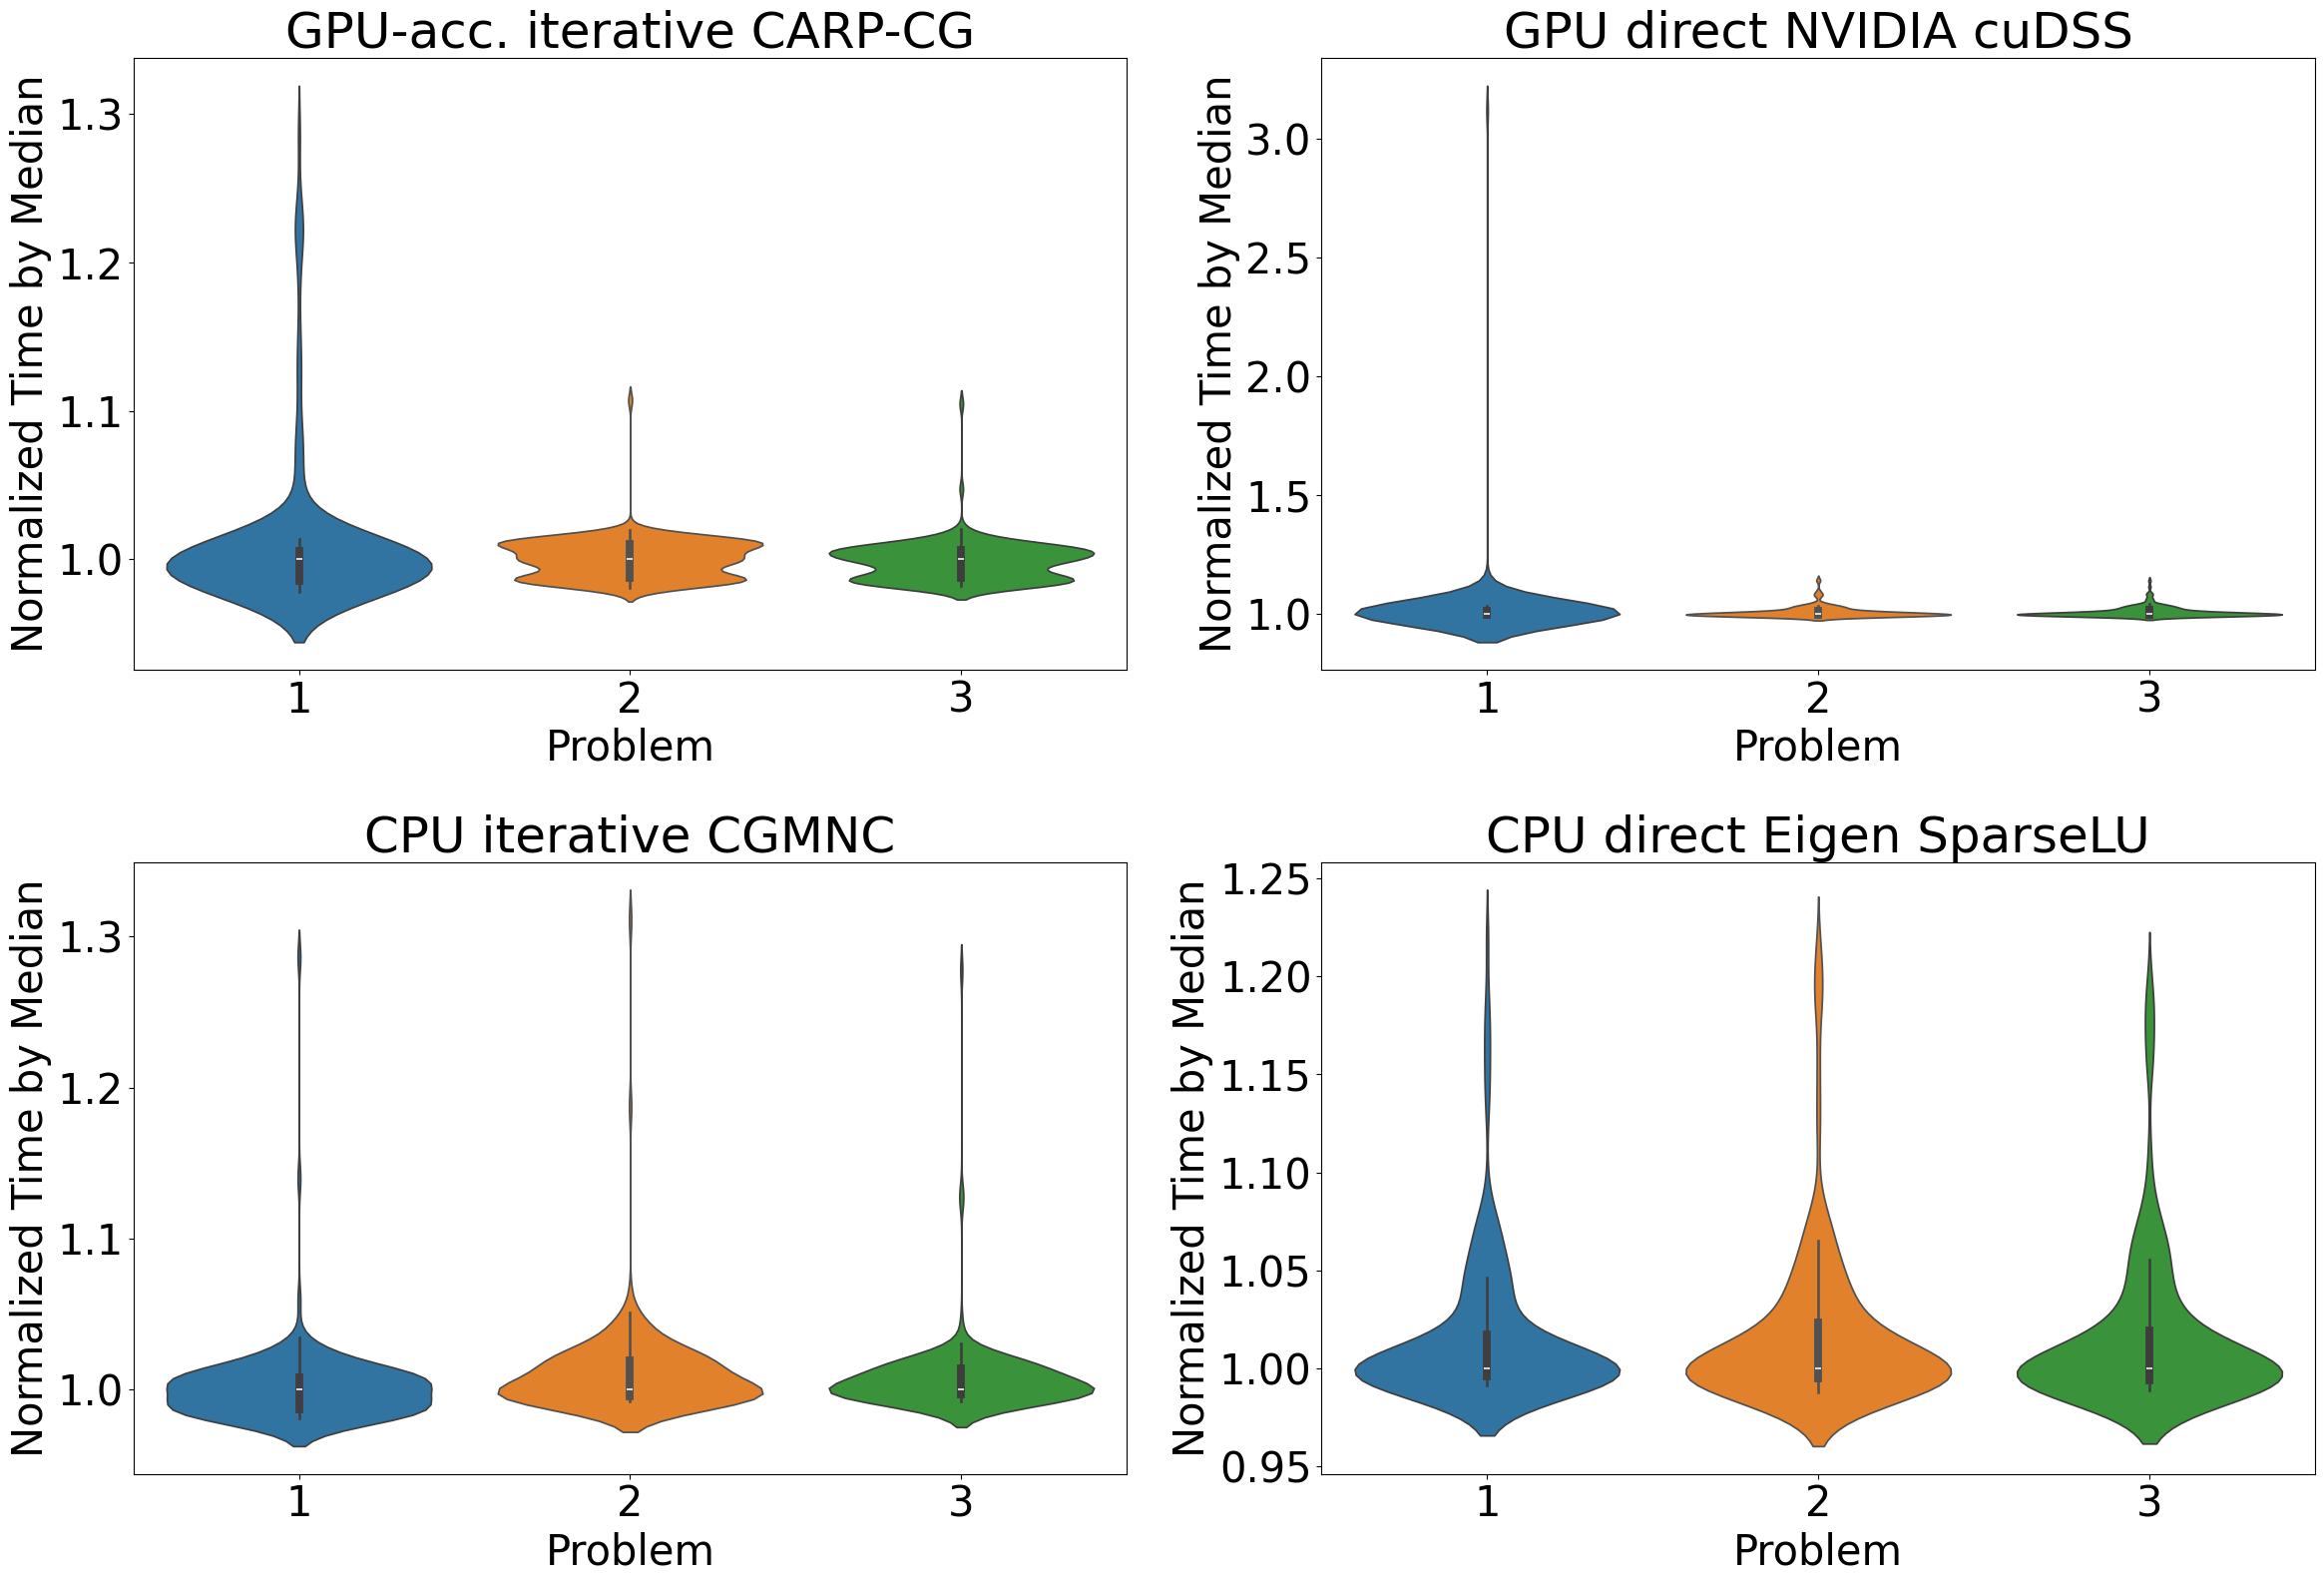 GPU-acc. iterative CARP-CG
Normalized Time by Median
1.3
1.2
1.1
1.0
1 2 3
Problem
GPU direct NVIDIA cuDSS
Normalized Time by Median
3.0
2.5
2.0
1.5
1.0
1 2 3
Problem
CPU iterative CGMNC
Normalized Time by Median
1.3
1.2
1.1
1.0
1 2 3
Problem
CPU direct Eigen SparseLU
Normalized Time by Median
1.25
1.20
1.15
1.10
1.05
1.00
0.95
1 2 3
Problem